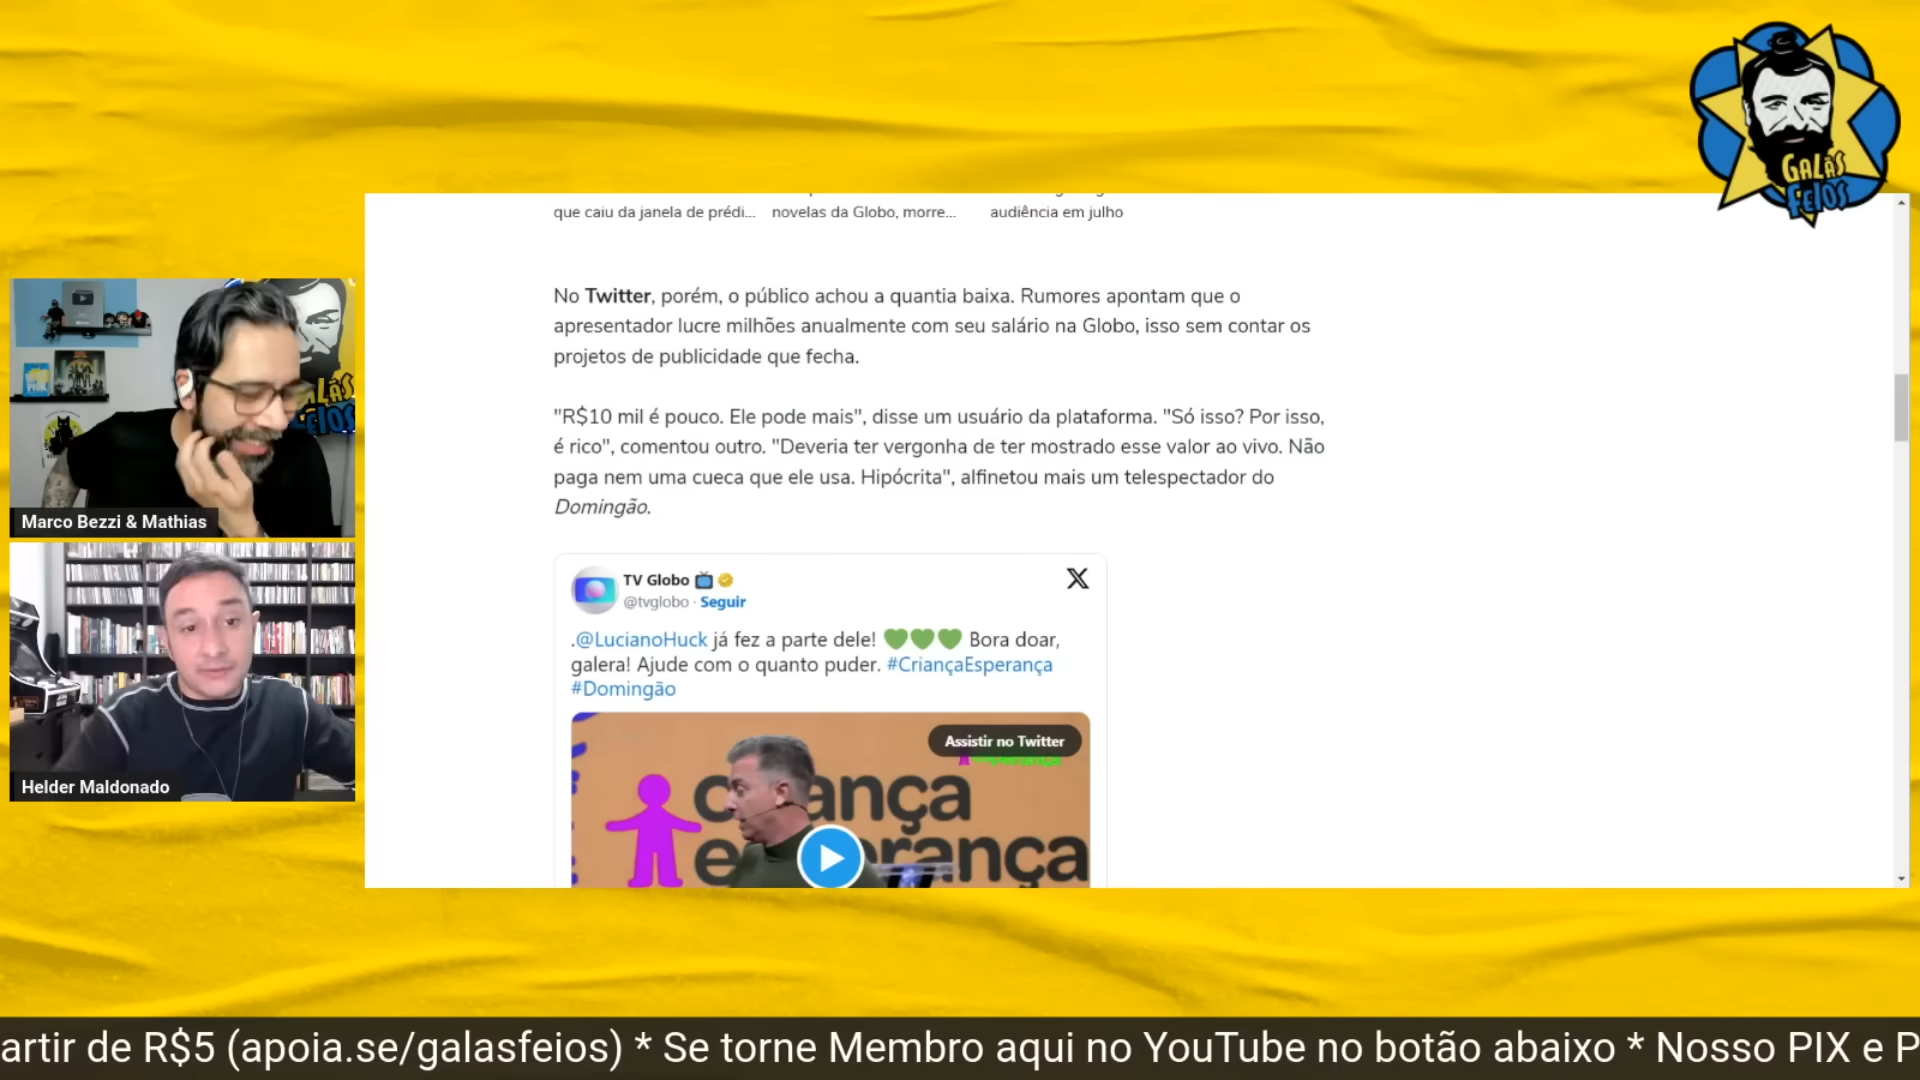 GALÃS
FEIOS
que caiu da janela de prédi...
novelas da Globo, morre...
audiência em julho
No Twitter, porém, o público achou a quantia baixa. Rumores apontam que o
apresentador lucre milhões anualmente com seu salário na Globo, isso sem contar os
projetos de publicidade que fecha.
"R$10 mil é pouco. Ele pode mais", disse um usuário da plataforma. "Só isso? Por isso,
é rico", comentou outro. "Deveria ter vergonha de ter mostrado esse valor ao vivo. Não
paga nem uma cueca que ele usa. Hipócrita", alfinetou mais um telespectador do
Domingão.
Marco Bezzi & Mathias
Helder Maldonado
TV Globo
@tvglobo · Seguir
.@LucianoHuck já fez a parte dele! 💚💚💚 Bora doar,
galera! Ajude com o quanto puder. #CriançaEsperança
#Domingão
Assistir no Twitter
artir de R$5 (apoia.se/galasfeios) * Se torne Membro aqui no YouTube no botão abaixo * Nosso PIX e P